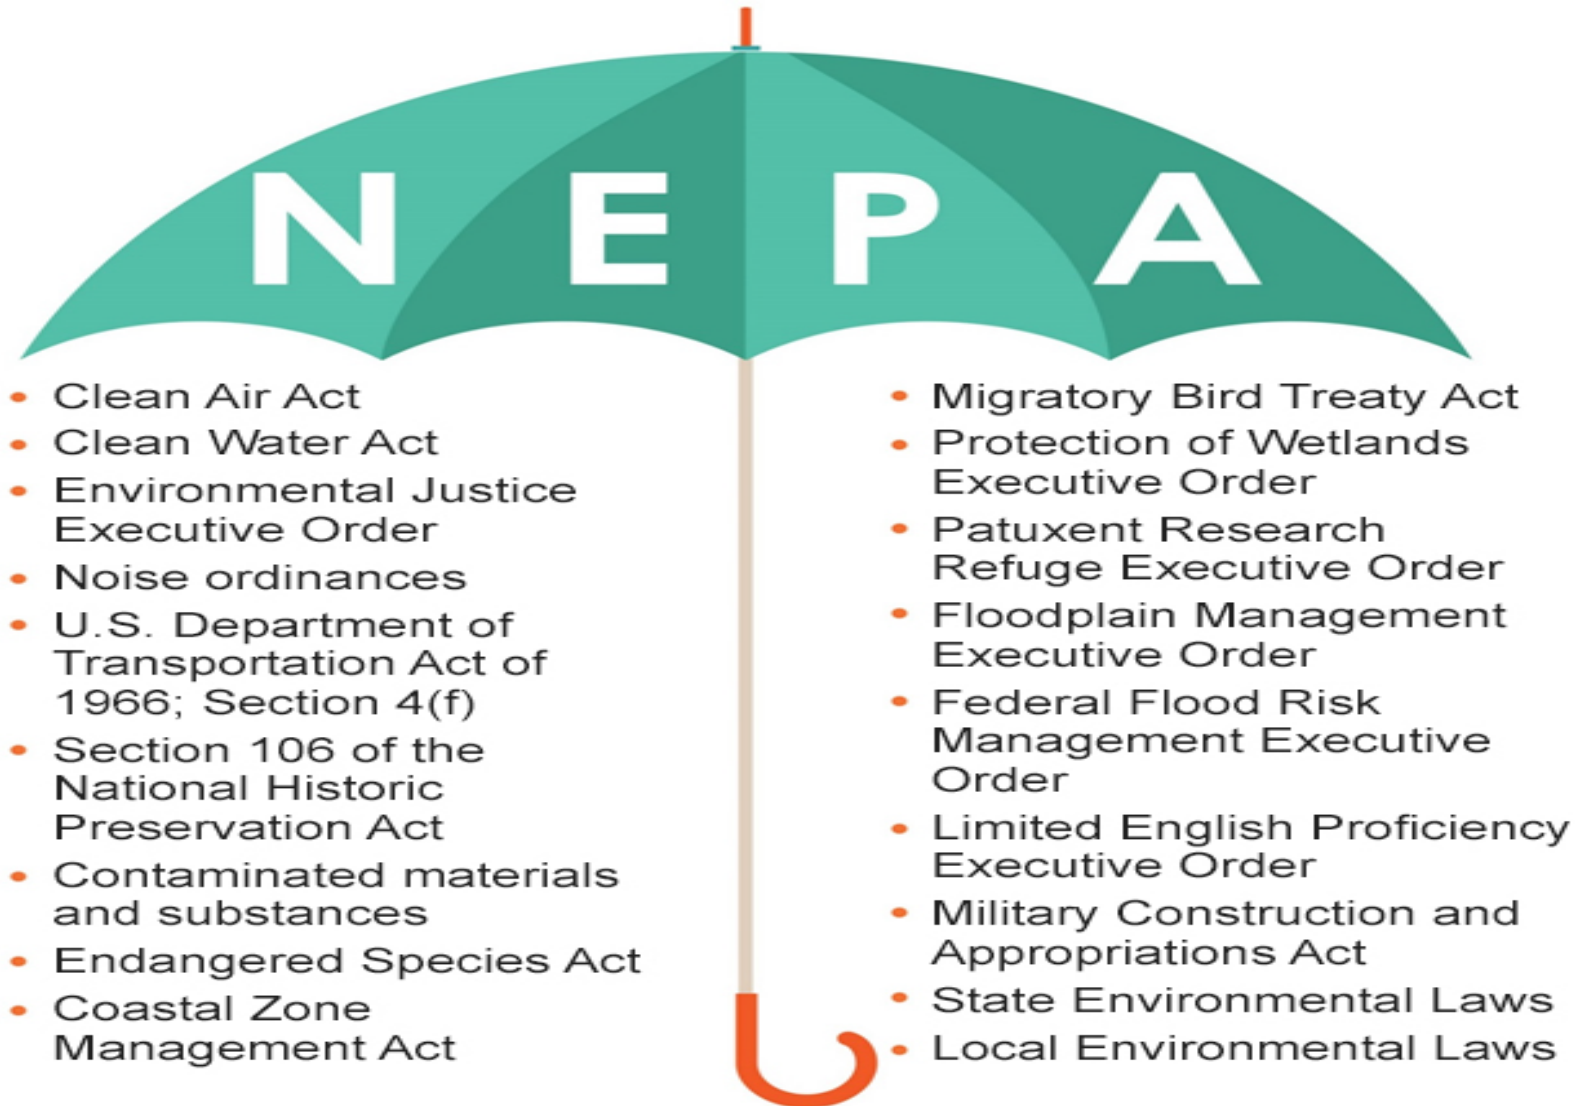 N E P A
• Clean Air Act
• Clean Water Act
• Environmental Justice
Executive Order
• Noise ordinances
• U.S. Department of
Transportation Act of
1966; Section 4(f)
• Section 106 of the
National Historic
Preservation Act
• Contaminated materials
and substances
• Endangered Species Act
• Coastal Zone
Management Act
• Migratory Bird Treaty Act
• Protection of Wetlands
Executive Order
• Patuxent Research
Refuge Executive Order
• Floodplain Management
Executive Order
• Federal Flood Risk
Management Executive
Order
• Limited English Proficiency
Executive Order
• Military Construction and
Appropriations Act
• State Environmental Laws
• Local Environmental Laws